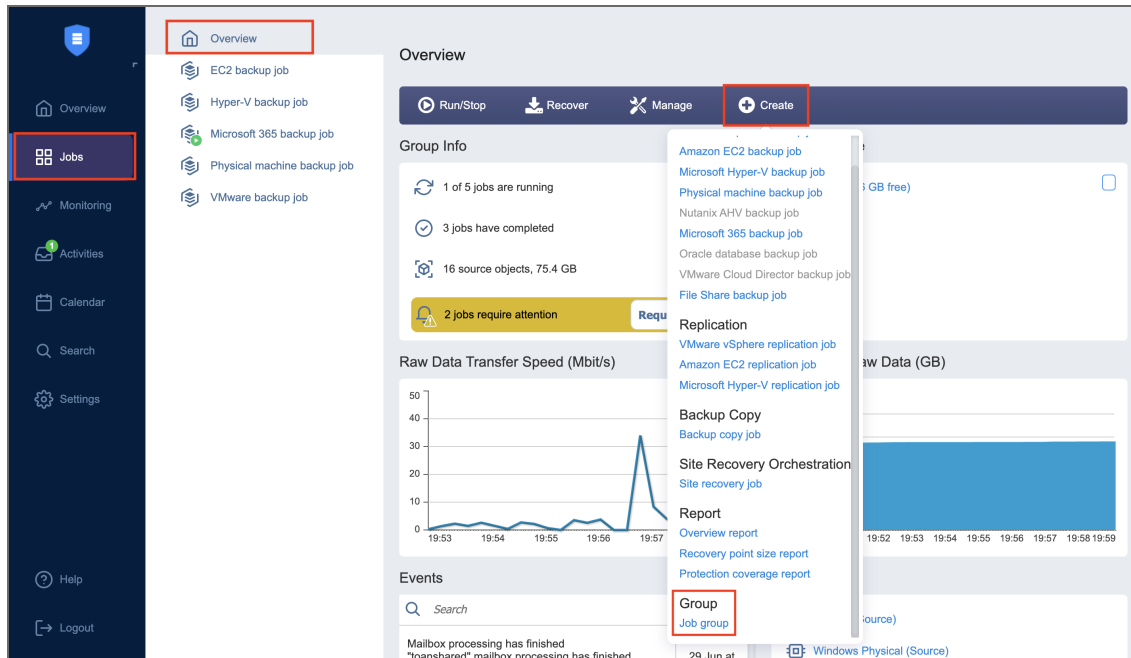 Overview
Jobs
Monitoring
1
Activities
Calendar
Search
Settings
Help
Logout
Overview
EC2 backup job
Hyper-V backup job
Microsoft 365 backup job
Physical machine backup job
VMware backup job
Overview
Run/Stop
Recover
Manage
Create
Group Info
1 of 5 jobs are running
3 jobs have completed
16 source objects, 75.4 GB
2 jobs require attention
GB free)
Amazon EC2 backup job
Microsoft Hyper-V backup job
Physical machine backup job
Nutanix AHV backup job
Microsoft 365 backup job
Oracle database backup job
VMware Cloud Director backup job
File Share backup job
Replication
VMware vSphere replication job
Amazon EC2 replication job
Microsoft Hyper-V replication job
Backup Copy
Backup copy job
Site Recovery Orchestration
Site recovery job
Report
Overview report
Recovery point size report
Protection coverage report
Group
Job group
Raw Data Transfer Speed (Mbit/s)
50
40
30
20
10
0
19:53 19:54 19:55 19:56 19:57
Data (GB)
19:52 19:53 19:54 19:55 19:56 19:57 19:58 19:59
Events
Search
Mailbox processing has finished
"toanshared" mailbox processing has finished
29 Jun at
Windows Physical (Source)